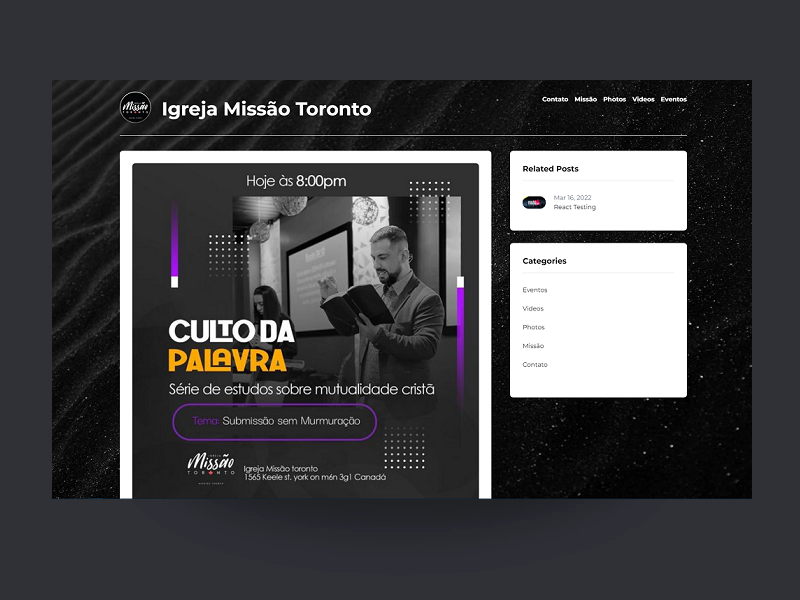 Missão
TORONTO
Igreja Missão Toronto
Contato Missão Photos Videos Eventos
Hoje às 8:00pm
CULTO DA
PALAVRA
Série de estudos sobre mutualidade cristã
Tema: Submissão sem Murmuração
Missão
TORONTO
Igreja Missão toronto
1565 Keele st. york on m6n 3g1 Canadá
Related Posts
Mar 16, 2022
React Testing
Categories
Eventos
Videos
Photos
Missão
Contato